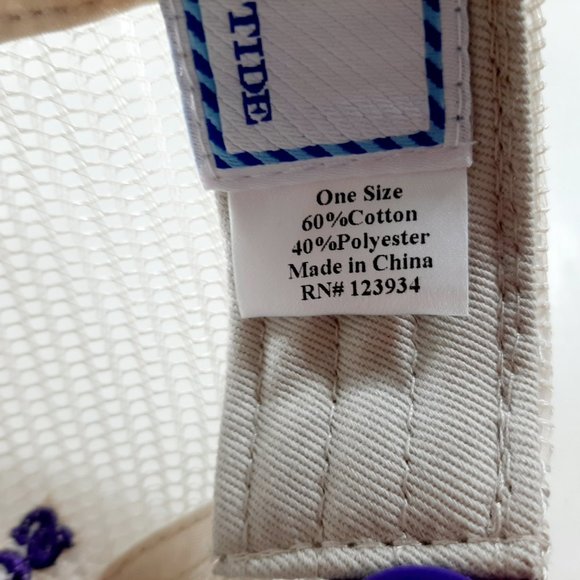 TIDE
One Size
60%Cotton
40%Polyester
Made in China
RN# 123934